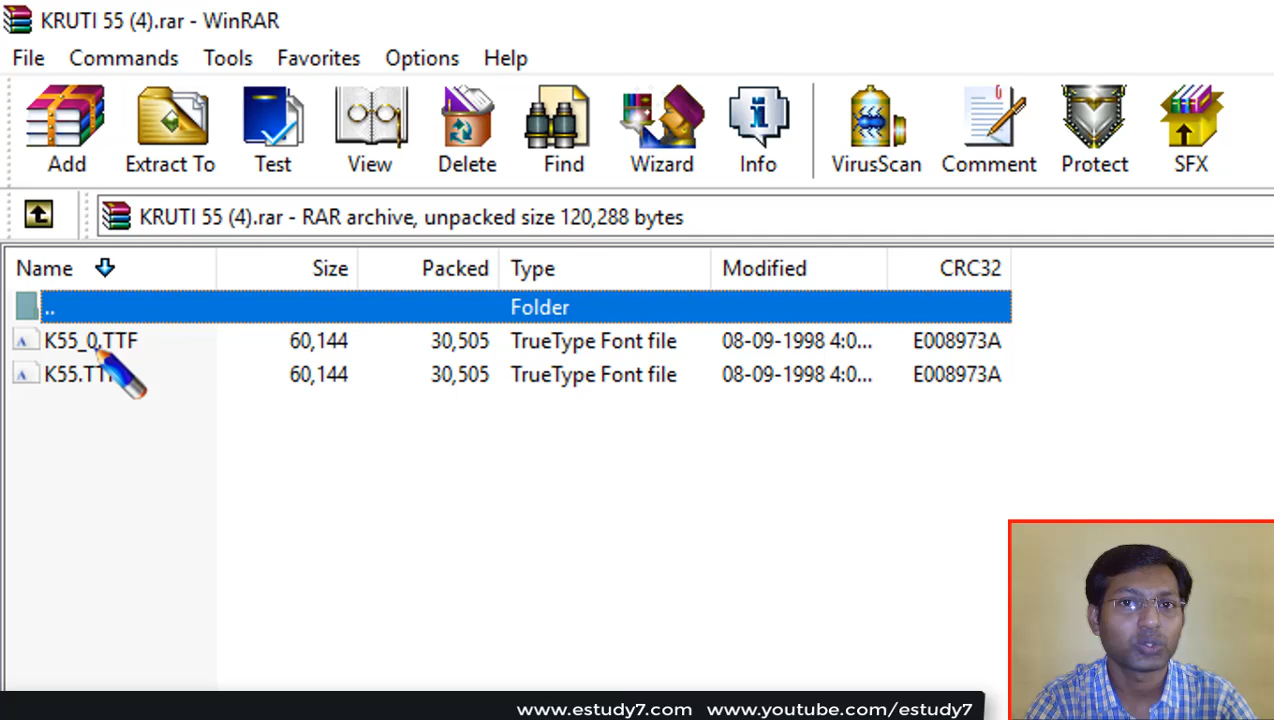 KRUTI 55 (4).rar - WinRAR
File Commands Tools Favorites Options Help
Add Extract To Test View Delete Find Wizard Info VirusScan Comment Protect SFX
KRUTI 55 (4).rar - RAR archive, unpacked size 120,288 bytes
Name Size Packed Type Modified CRC32
.. Folder
K55_0.TTF 60,144 30,505 TrueType Font file 08-09-1998 4:0... E008973A
K55.TTF 60,144 30,505 TrueType Font file 08-09-1998 4:0... E008973A
www.estudy7.com www.youtube.com/estudy7